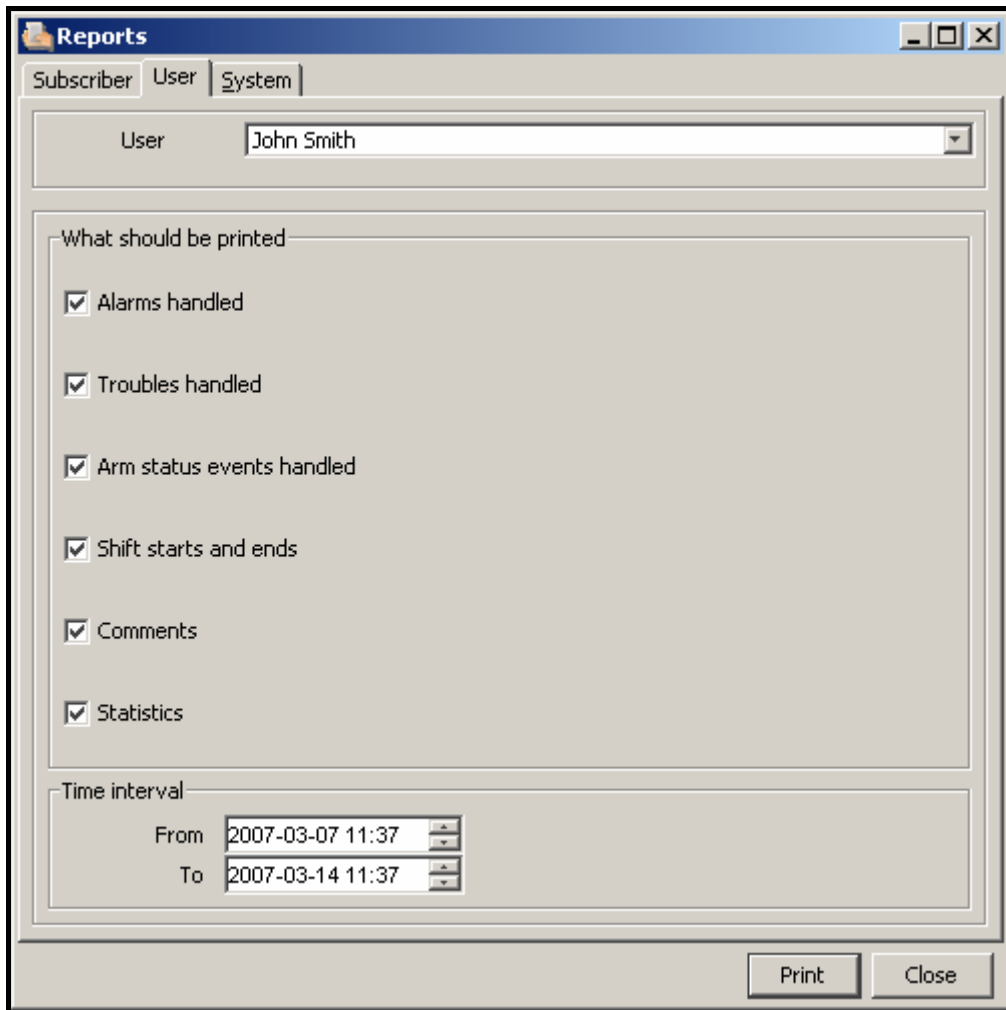 Reports
Subscriber User System
User John Smith
What should be printed
Alarms handled
Troubles handled
Arm status events handled
Shift starts and ends
Comments
Statistics
Time interval
From 2007-03-07 11:37
To 2007-03-14 11:37
Print Close